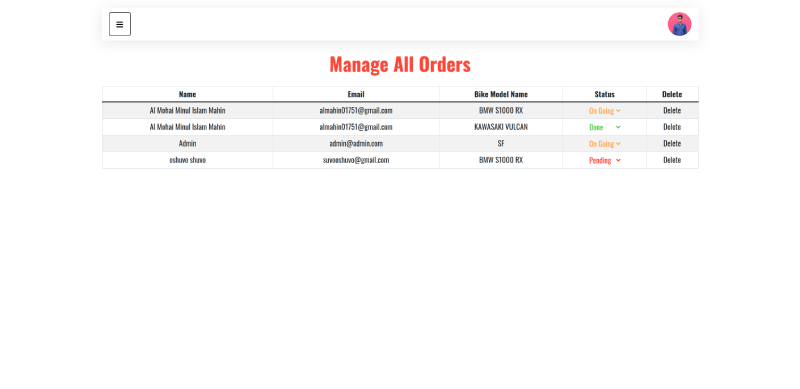 Manage All Orders
Name Email Bike Model Name Status Delete
Al Mohai Minul Islam Mahin almahin01751@gmail.com BMW S1000 RX On Going Delete
Al Mohai Minul Islam Mahin almahin01751@gmail.com KAWASAKI VULCAN Done Delete
Admin admin@admin.com SF On Going Delete
oshuvo shuvo suvoeshuvo@gmail.com BMW S1000 RX Pending Delete